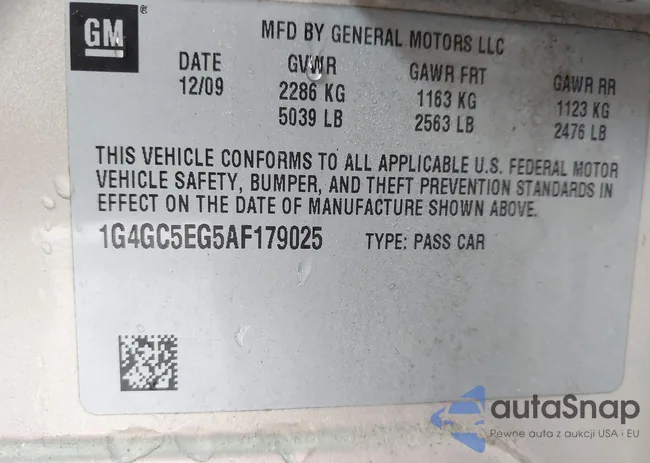 GM
MFD BY GENERAL MOTORS LLC
DATE GVWR GAWR FRT GAWR RR
12/09 2286 KG 1163 KG 1123 KG
5039 LB 2563 LB 2476 LB
THIS VEHICLE CONFORMS TO ALL APPLICABLE U.S. FEDERAL MOTOR
VEHICLE SAFETY, BUMPER, AND THEFT PREVENTION STANDARDS IN
EFFECT ON THE DATE OF MANUFACTURE SHOWN ABOVE.
1G4GC5EG5AF179025 TYPE: PASS CAR
autaSnap
Pewne auta z aukcji USA i EU